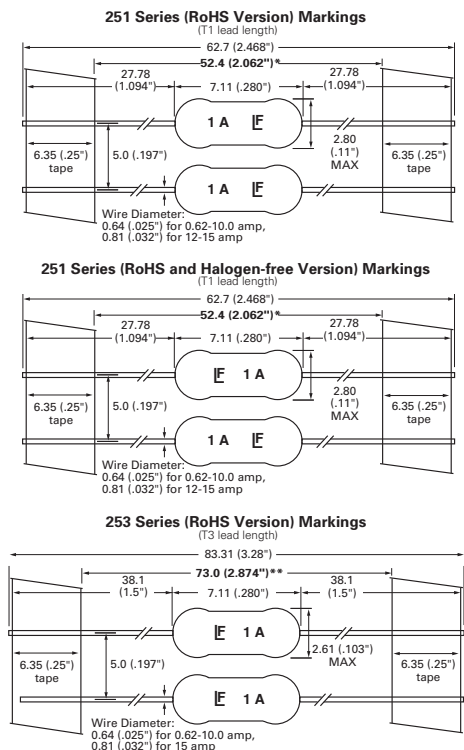 251 Series (RoHS Version) Markings
(T1 lead length)
62.7 (2.468")
52.4 (2.062")*
27.78
(1.094")
7.11 (.280")
27.78
(1.094")
1 A LF
6.35 (.25")
tape
5.0 (.197")
2.80
(.11")
MAX
6.35 (.25")
tape
1 A LF
Wire Diameter:
0.64 (.025") for 0.62-10.0 amp,
0.81 (.032") for 12-15 amp
251 Series (RoHS and Halogen-free Version) Markings
(T1 lead length)
62.7 (2.468")
52.4 (2.062")*
27.78
(1.094")
7.11 (.280")
27.78
(1.094")
LF 1 A
6.35 (.25")
tape
5.0 (.197")
2.80
(.11")
MAX
6.35 (.25")
tape
1 A LF
Wire Diameter:
0.64 (.025") for 0.62-10.0 amp,
0.81 (.032") for 12-15 amp
253 Series (RoHS Version) Markings
(T3 lead length)
83.31 (3.28")
73.0 (2.874")**
38.1
(1.5")
7.11 (.280")
38.1
(1.5")
LF 1 A
6.35 (.25")
tape
5.0 (.197")
2.61 (.103")
MAX
6.35 (.25")
tape
LF 1 A
Wire Diameter:
0.64 (.025") for 0.62-10.0 amp,
0.81 (.032") for 15 amp